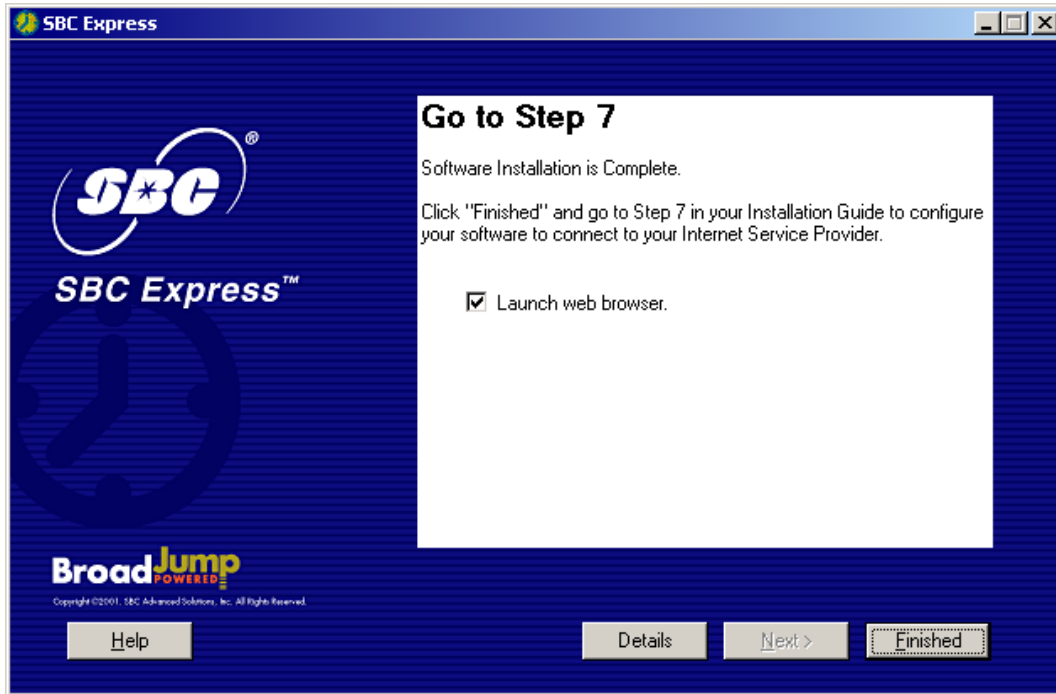 SBC Express
Go to Step 7
Software Installation is Complete.
Click "Finished" and go to Step 7 in your Installation Guide to configure
your software to connect to your Internet Service Provider.
Launch web browser.
SBC®
SBC Express™
BroadJump
POWERED
Copyright ©2001, SBC Advanced Solutions, Inc. All Rights Reserved.
Help
Details
Next >
Finished